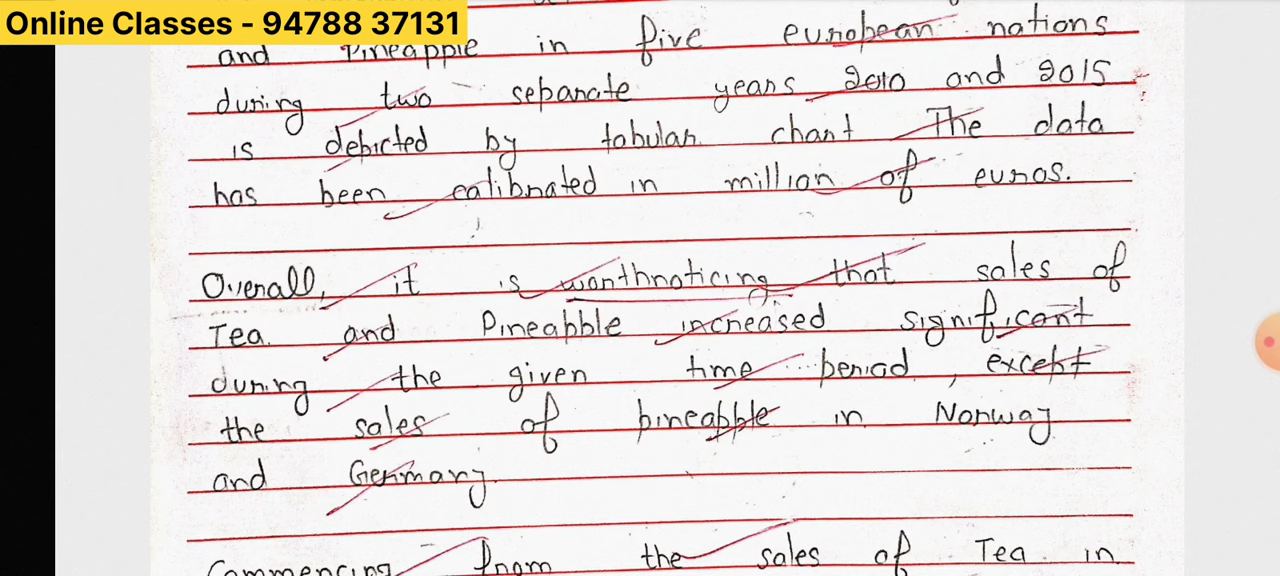 Online Classes - 94788 37131
and Pineapple in five european nations
during two separate years 2010 and 2015
is depicted by tabular chart The data
has been calibrated in million of euros.
Overall, it is worthnoticing that sales of
Tea and Pineapple increased significant
during the given time period, except
the sales of pineapple in Norway
and Germany.
Commencing from the sales of Tea in